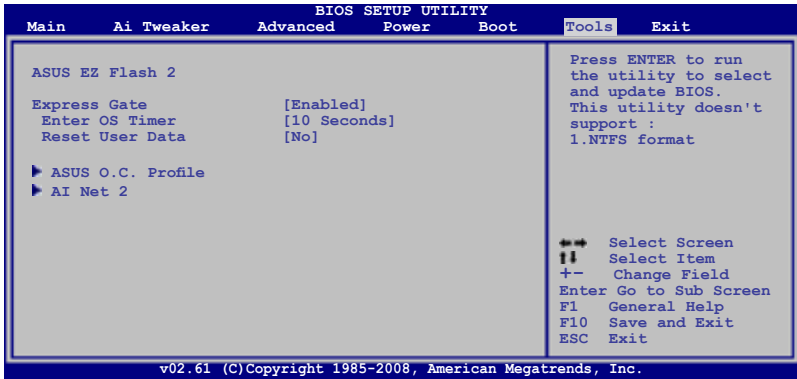 BIOS SETUP UTILITY
Main Ai Tweaker Advanced Power Boot Tools Exit
ASUS EZ Flash 2
Express Gate [Enabled]
Enter OS Timer [10 Seconds]
Reset User Data [No]
ASUS O.C. Profile
AI Net 2
Press ENTER to run
the utility to select
and update BIOS.
This utility doesn't
support :
1.NTFS format
Select Screen
Select Item
+- Change Field
Enter Go to Sub Screen
F1 General Help
F10 Save and Exit
ESC Exit
v02.61 (C)Copyright 1985-2008, American Megatrends, Inc.